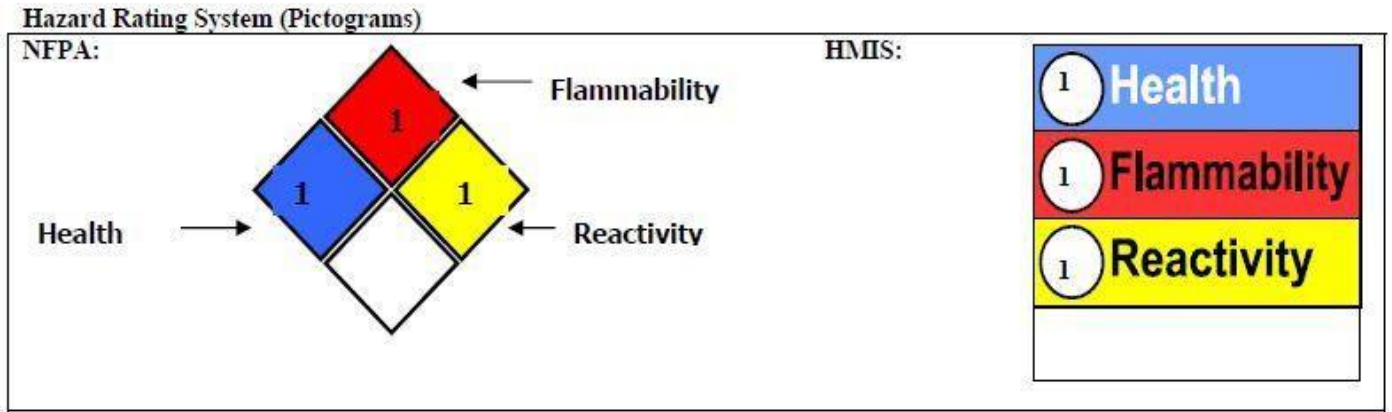 Hazard Rating System (Pictograms)
NFPA:
HMIS:
1
Flammability
1
1
Health
Reactivity
1 Health
1 Flammability
1 Reactivity